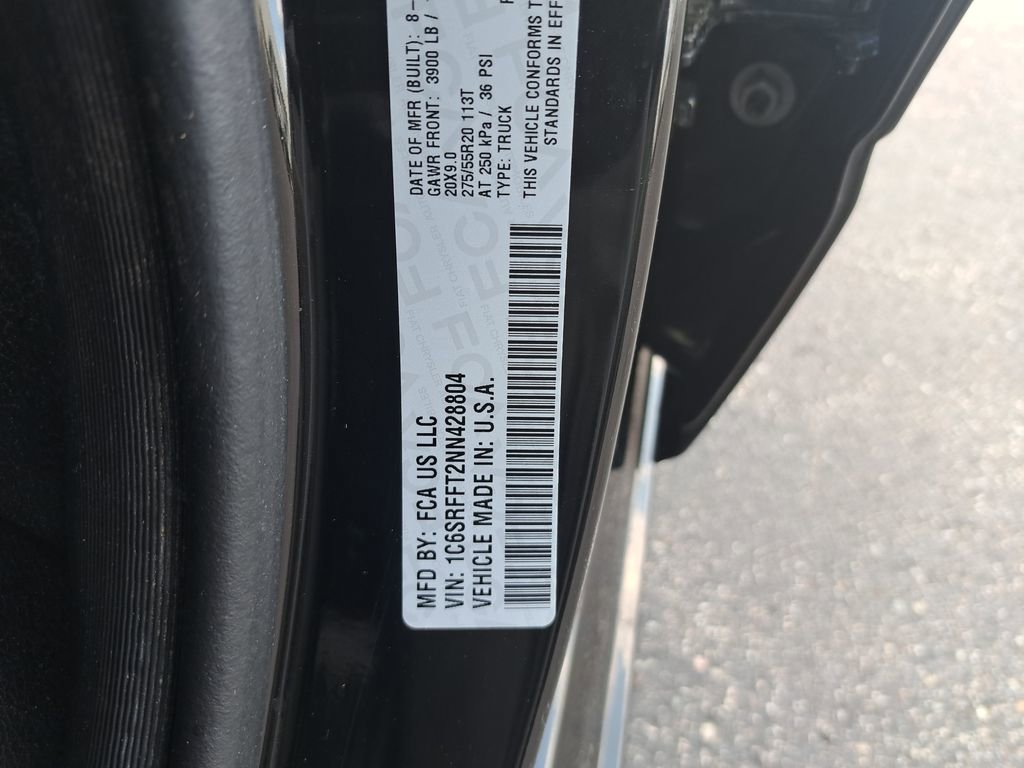 MFD BY: FCA US LLC
VIN: 1C6SRFFT2NN428804
VEHICLE MADE IN: U.S.A.
DATE OF MFR (BUILT): 8-
GAWR FRONT: 3900 LB /
20X9.0
275/55R20 113T
AT 250 kPa / 36 PSI
TYPE: TRUCK
THIS VEHICLE CONFORMS T
STANDARDS IN EFF